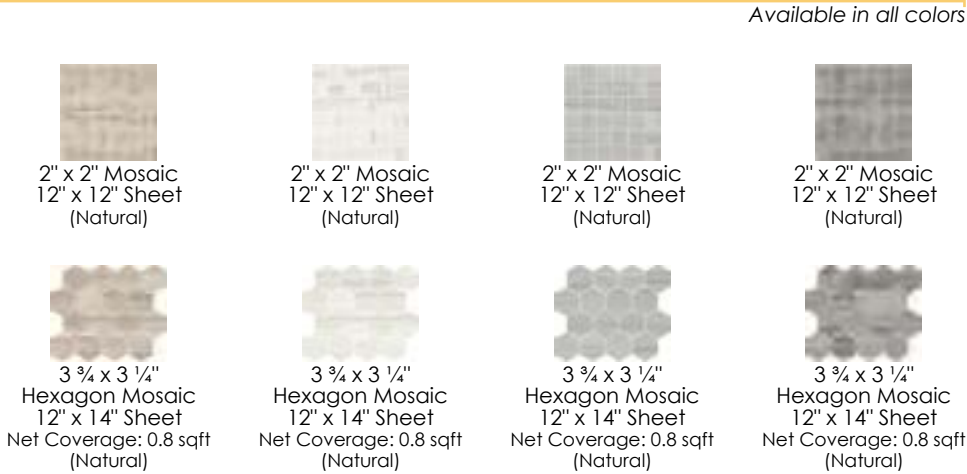 Available in all colors
2" x 2" Mosaic
12" x 12" Sheet
(Natural)
2" x 2" Mosaic
12" x 12" Sheet
(Natural)
2" x 2" Mosaic
12" x 12" Sheet
(Natural)
2" x 2" Mosaic
12" x 12" Sheet
(Natural)
3 ¾ x 3 ¼"
Hexagon Mosaic
12" x 14" Sheet
Net Coverage: 0.8 sqft
(Natural)
3 ¾ x 3 ¼"
Hexagon Mosaic
12" x 14" Sheet
Net Coverage: 0.8 sqft
(Natural)
3 ¾ x 3 ¼"
Hexagon Mosaic
12" x 14" Sheet
Net Coverage: 0.8 sqft
(Natural)
3 ¾ x 3 ¼"
Hexagon Mosaic
12" x 14" Sheet
Net Coverage: 0.8 sqft
(Natural)